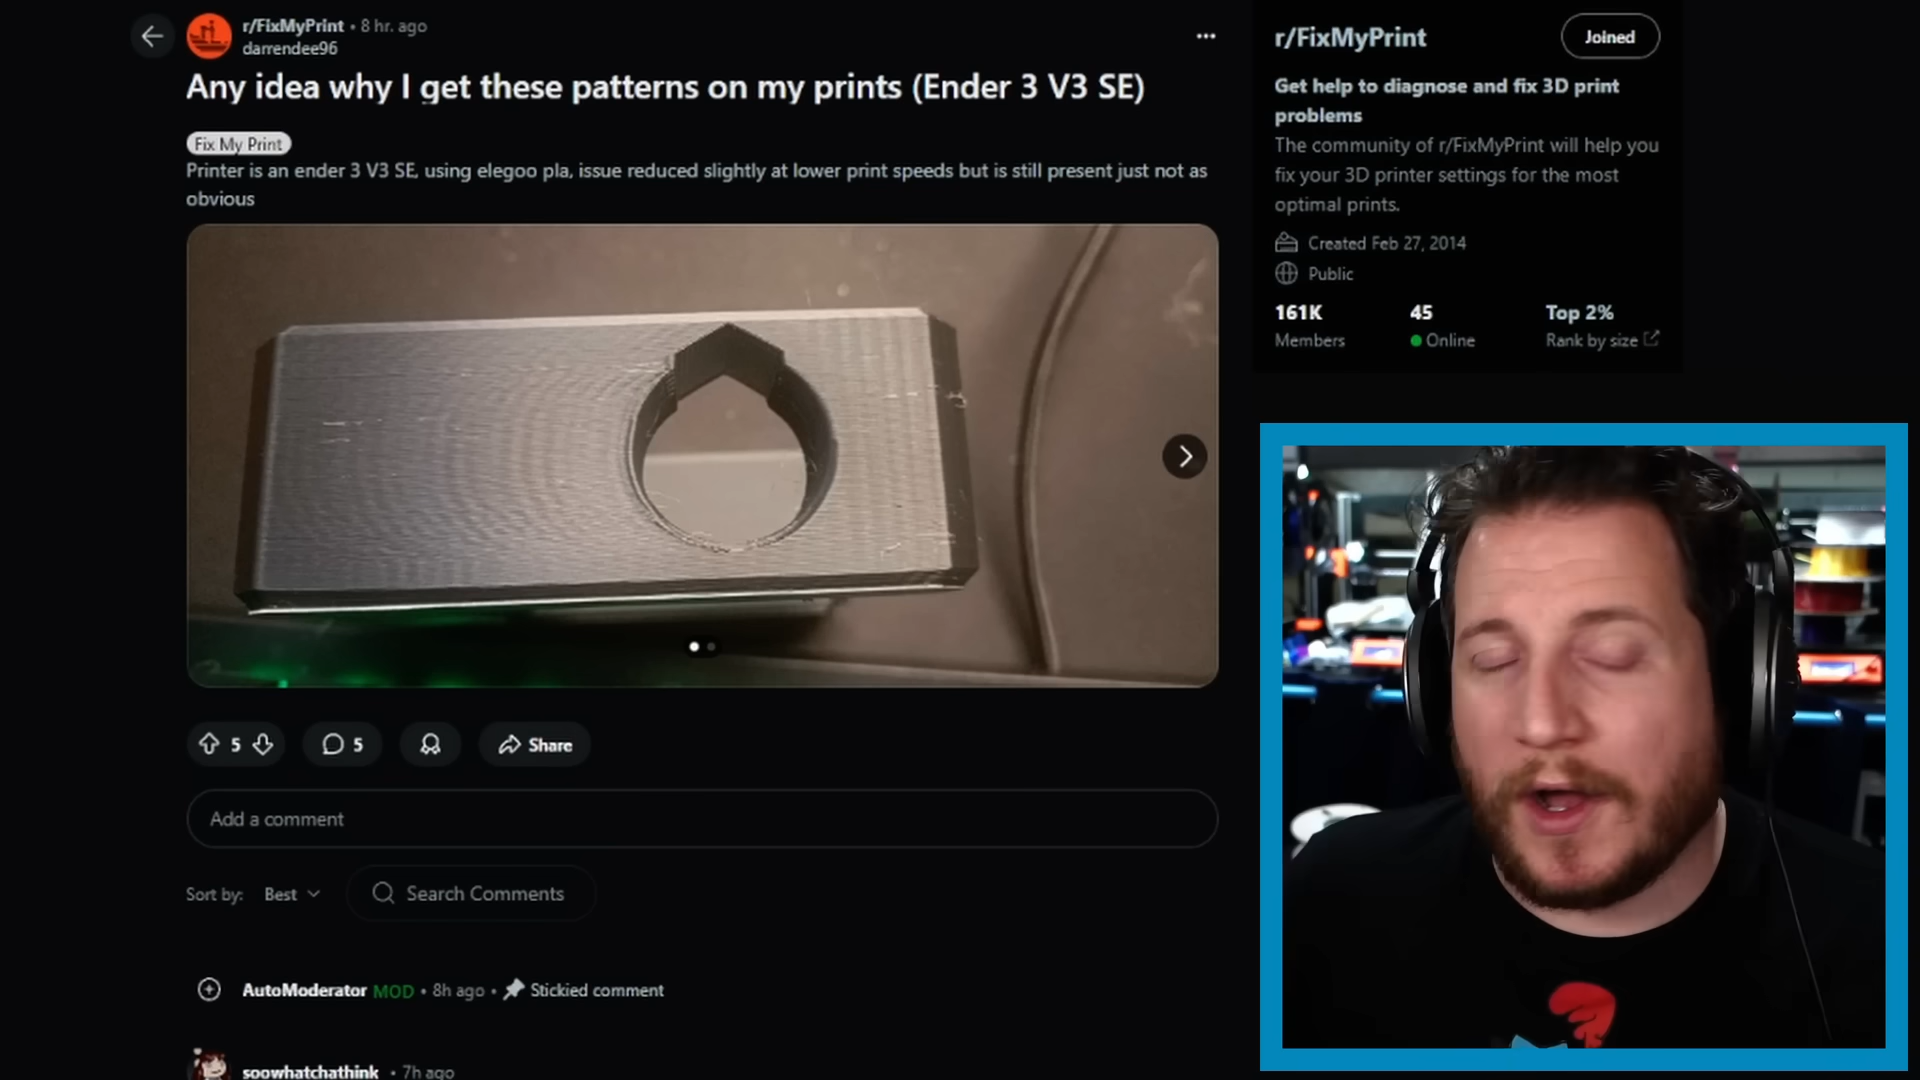 r/FixMyPrint • 8 hr. ago
darrendee96
Any idea why I get these patterns on my prints (Ender 3 V3 SE)
Fix My Print
Printer is an ender 3 V3 SE, using elegoo pla, issue reduced slightly at lower print speeds but is still present just not as
obvious
5
5
Share
Add a comment
Sort by: Best
Search Comments
AutoModerator MOD • 8h ago • Stickied comment
soowhatchathink • 7h ago
r/FixMyPrint
Joined
Get help to diagnose and fix 3D print
problems
The community of r/FixMyPrint will help you
fix your 3D printer settings for the most
optimal prints.
Created Feb 27, 2014
Public
161K 45 Top 2%
Members Online Rank by size